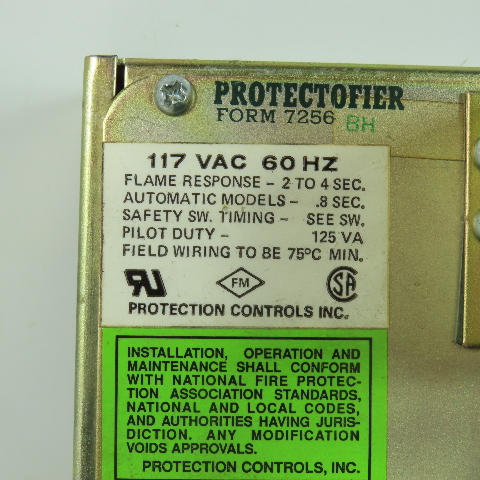 PROTECTOFIER
FORM 7256 BH
117 VAC 60 HZ
FLAME RESPONSE - 2 TO 4 SEC.
AUTOMATIC MODELS - .8 SEC.
SAFETY SW. TIMING - SEE SW.
PILOT DUTY - 125 VA
FIELD WIRING TO BE 75°C MIN.
RU FM SA
PROTECTION CONTROLS INC.
INSTALLATION, OPERATION AND
MAINTENANCE SHALL CONFORM
WITH NATIONAL FIRE PROTEC-
TION ASSOCIATION STANDARDS,
NATIONAL AND LOCAL CODES,
AND AUTHORITIES HAVING JURIS-
DICTION. ANY MODIFICATION
VOIDS APPROVALS.
PROTECTION CONTROLS, INC.